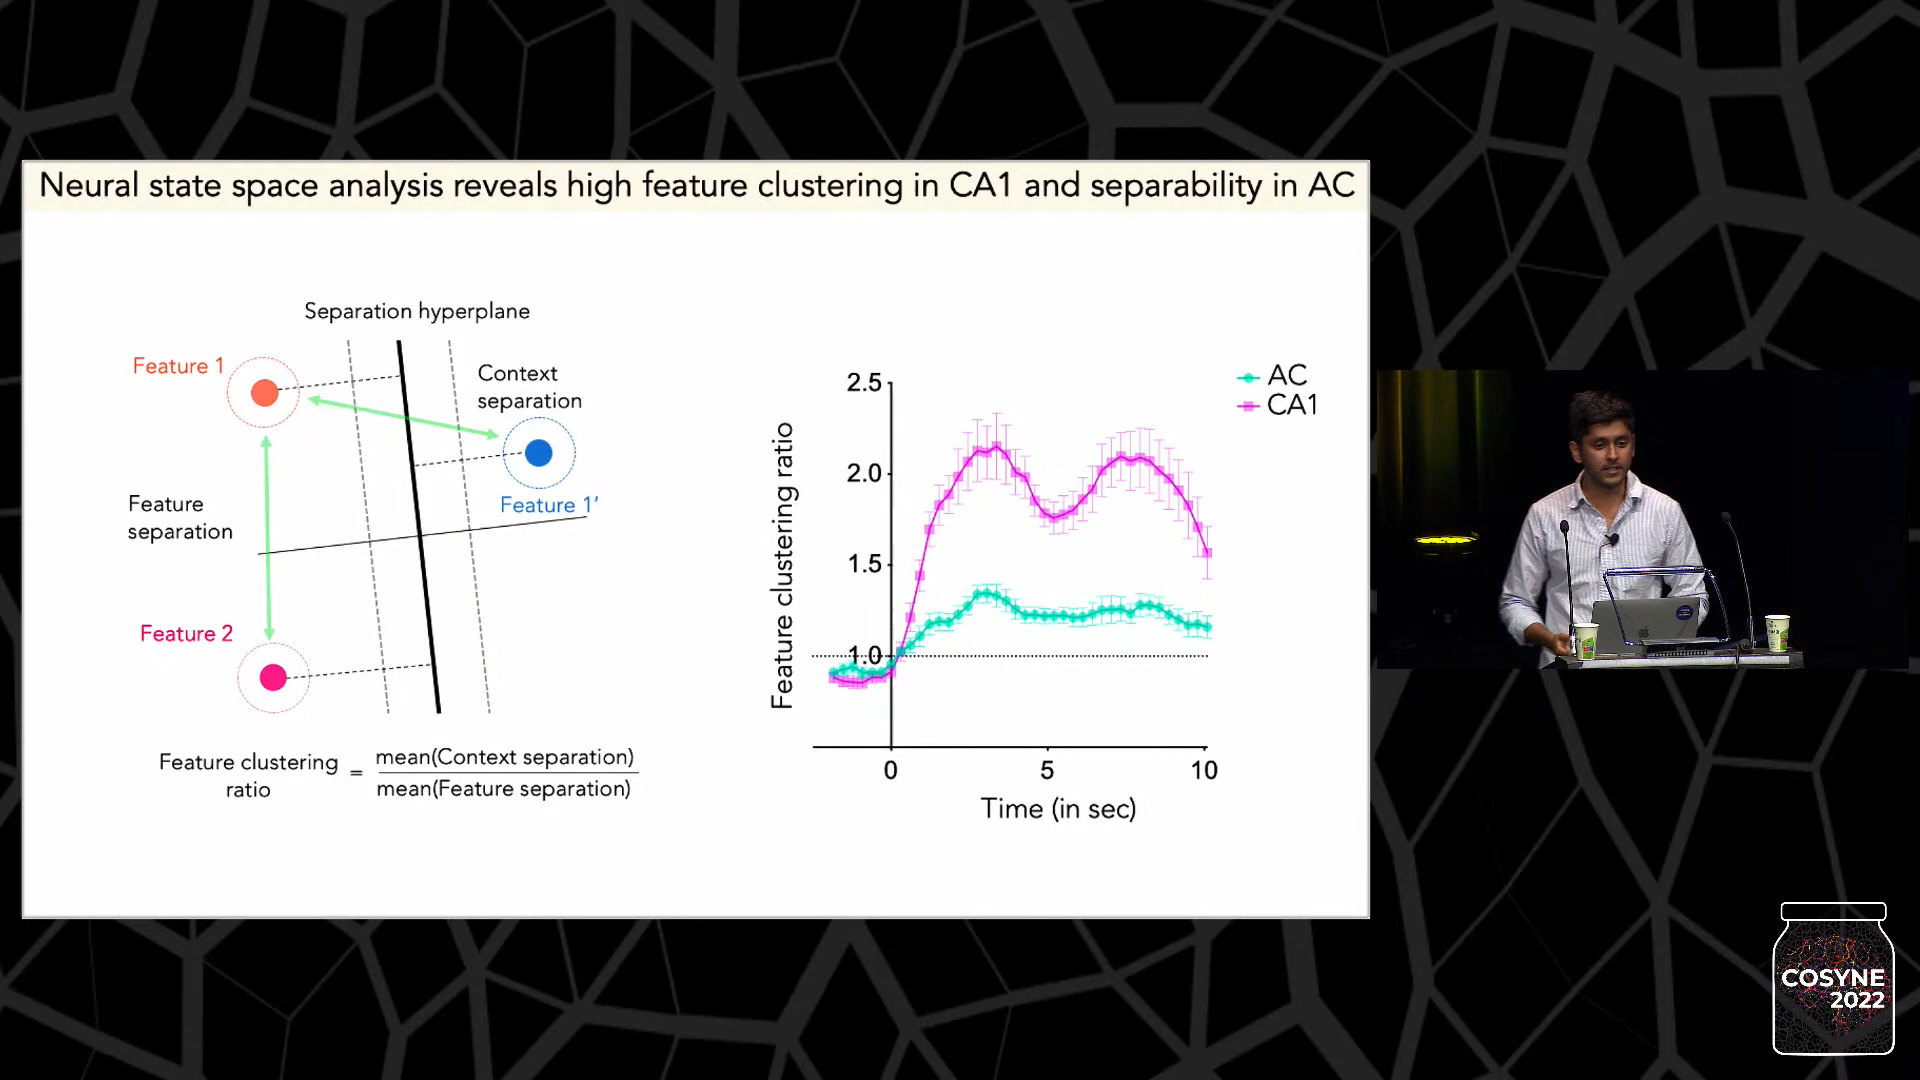 Neural state space analysis reveals high feature clustering in CA1 and separability in AC
Separation hyperplane
Feature 1
Context
separation
Feature 1′
Feature
separation
Feature 2
Feature clustering
ratio
=
mean(Context separation)
mean(Feature separation)
AC
CA1
Feature clustering ratio
2.5
2.0
1.5
1.0
0
5
10
Time (in sec)
COSYNE
2022